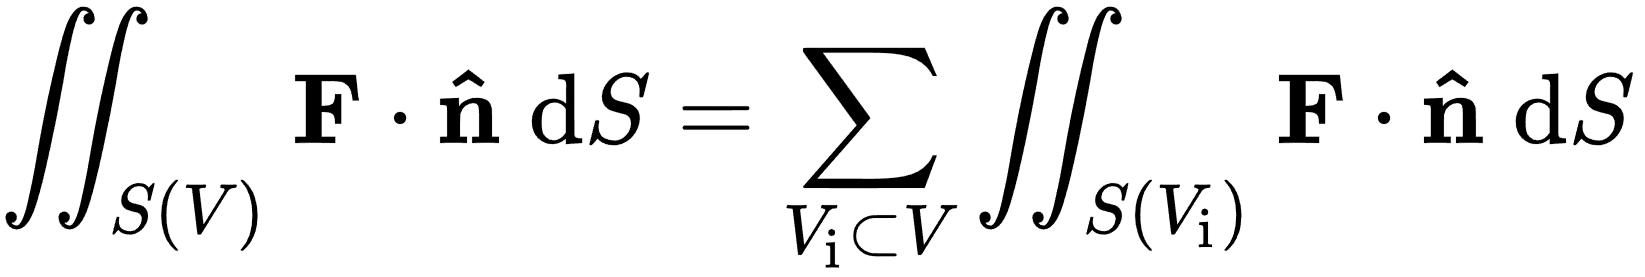 ∬_{S(V)} 𝐅 · 𝐧̂ dS = ∑_{V_i⊂V} ∬_{S(V_i)} 𝐅 · 𝐧̂ dS